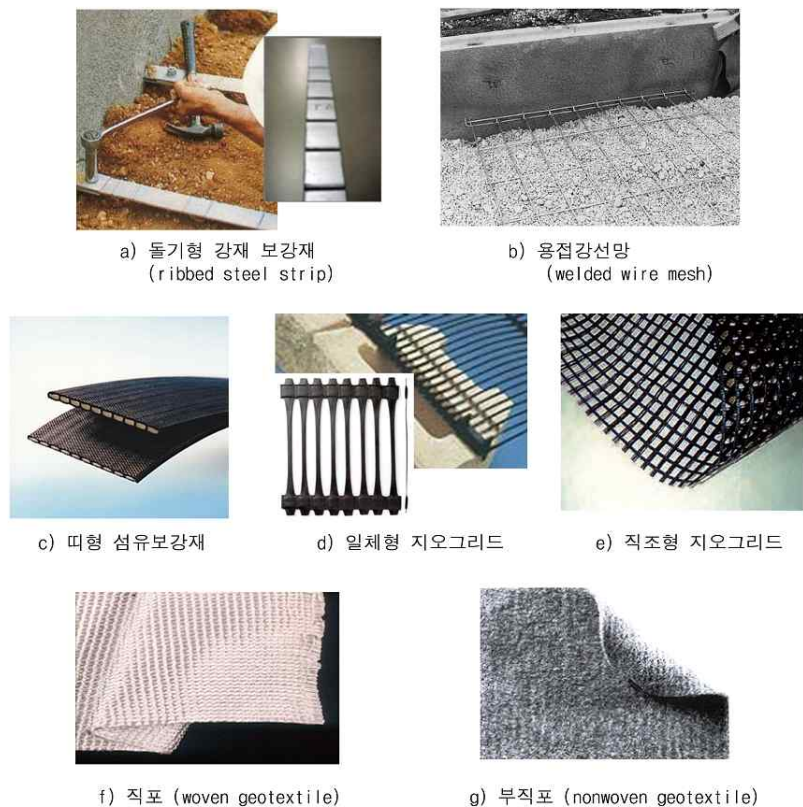 a) 돌기형 강재 보강재
(ribbed steel strip)
b) 용접강선망
(welded wire mesh)
c) 띠형 섬유보강재
d) 일체형 지오그리드
e) 직조형 지오그리드
f) 직포 (woven geotextile)
g) 부직포 (nonwoven geotextile)